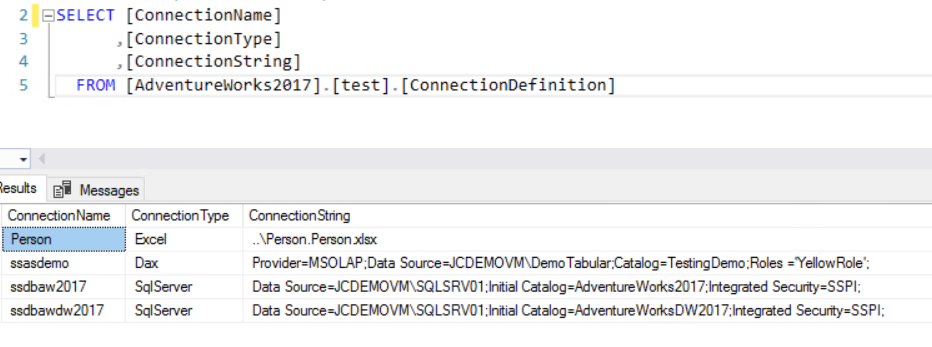 2 SELECT [ConnectionName]
3 ,[ConnectionType]
4 ,[ConnectionString]
5 FROM [AdventureWorks2017].[test].[ConnectionDefinition]
Results Messages
ConnectionName ConnectionType ConnectionString
Person Excel ..\Person.Person.xlsx
ssasdemo Dax Provider=MSOLAP;Data Source=JCDEMOVM\DemoTabular;Catalog=TestingDemo;Roles ='YellowRole';
ssdbaw2017 SqlServer Data Source=JCDEMOVM\SQLSRV01;Initial Catalog=AdventureWorks2017;Integrated Security=SSPI;
ssdbawdw2017 SqlServer Data Source=JCDEMOVM\SQLSRV01;Initial Catalog=AdventureWorksDW2017;Integrated Security=SSPI;